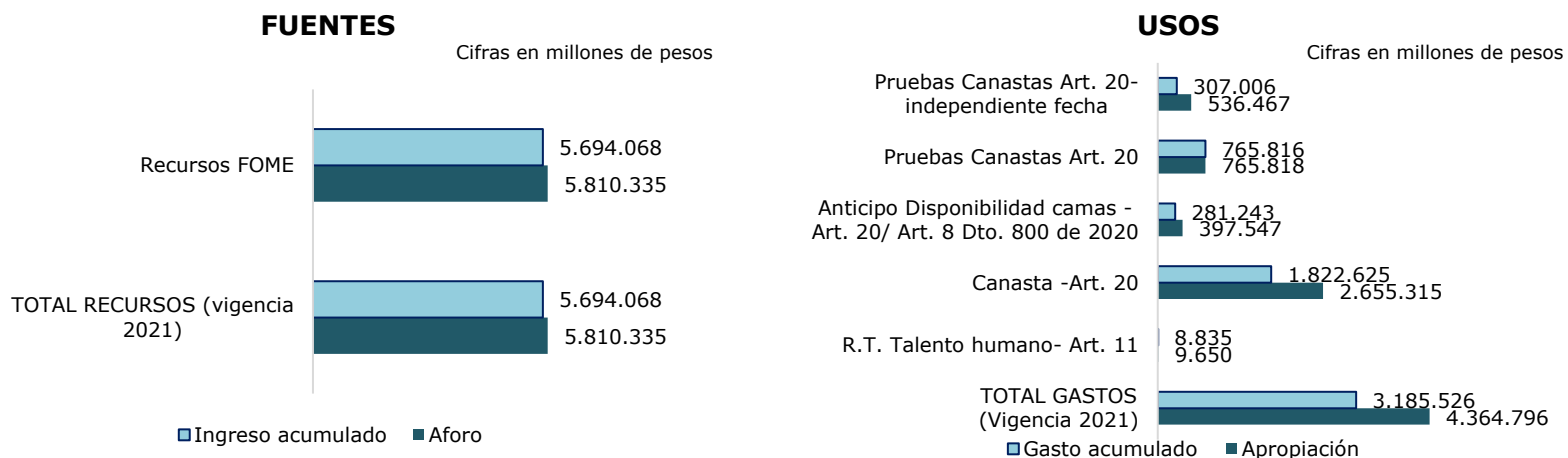 FUENTES
Cifras en millones de pesos
Recursos FOME
5.694.068
5.810.335
TOTAL RECURSOS (vigencia
2021)
5.694.068
5.810.335
Ingreso acumulado Aforo
USOS
Cifras en millones de pesos
Pruebas Canastas Art. 20-
independiente fecha
307.006
536.467
Pruebas Canastas Art. 20
765.816
765.818
Anticipo Disponibilidad camas -
Art. 20/ Art. 8 Dto. 800 de 2020
281.243
397.547
Canasta -Art. 20
1.822.625
2.655.315
R.T. Talento humano- Art. 11
8.835
9.650
TOTAL GASTOS
(Vigencia 2021)
3.185.526
4.364.796
Gasto acumulado Apropiación